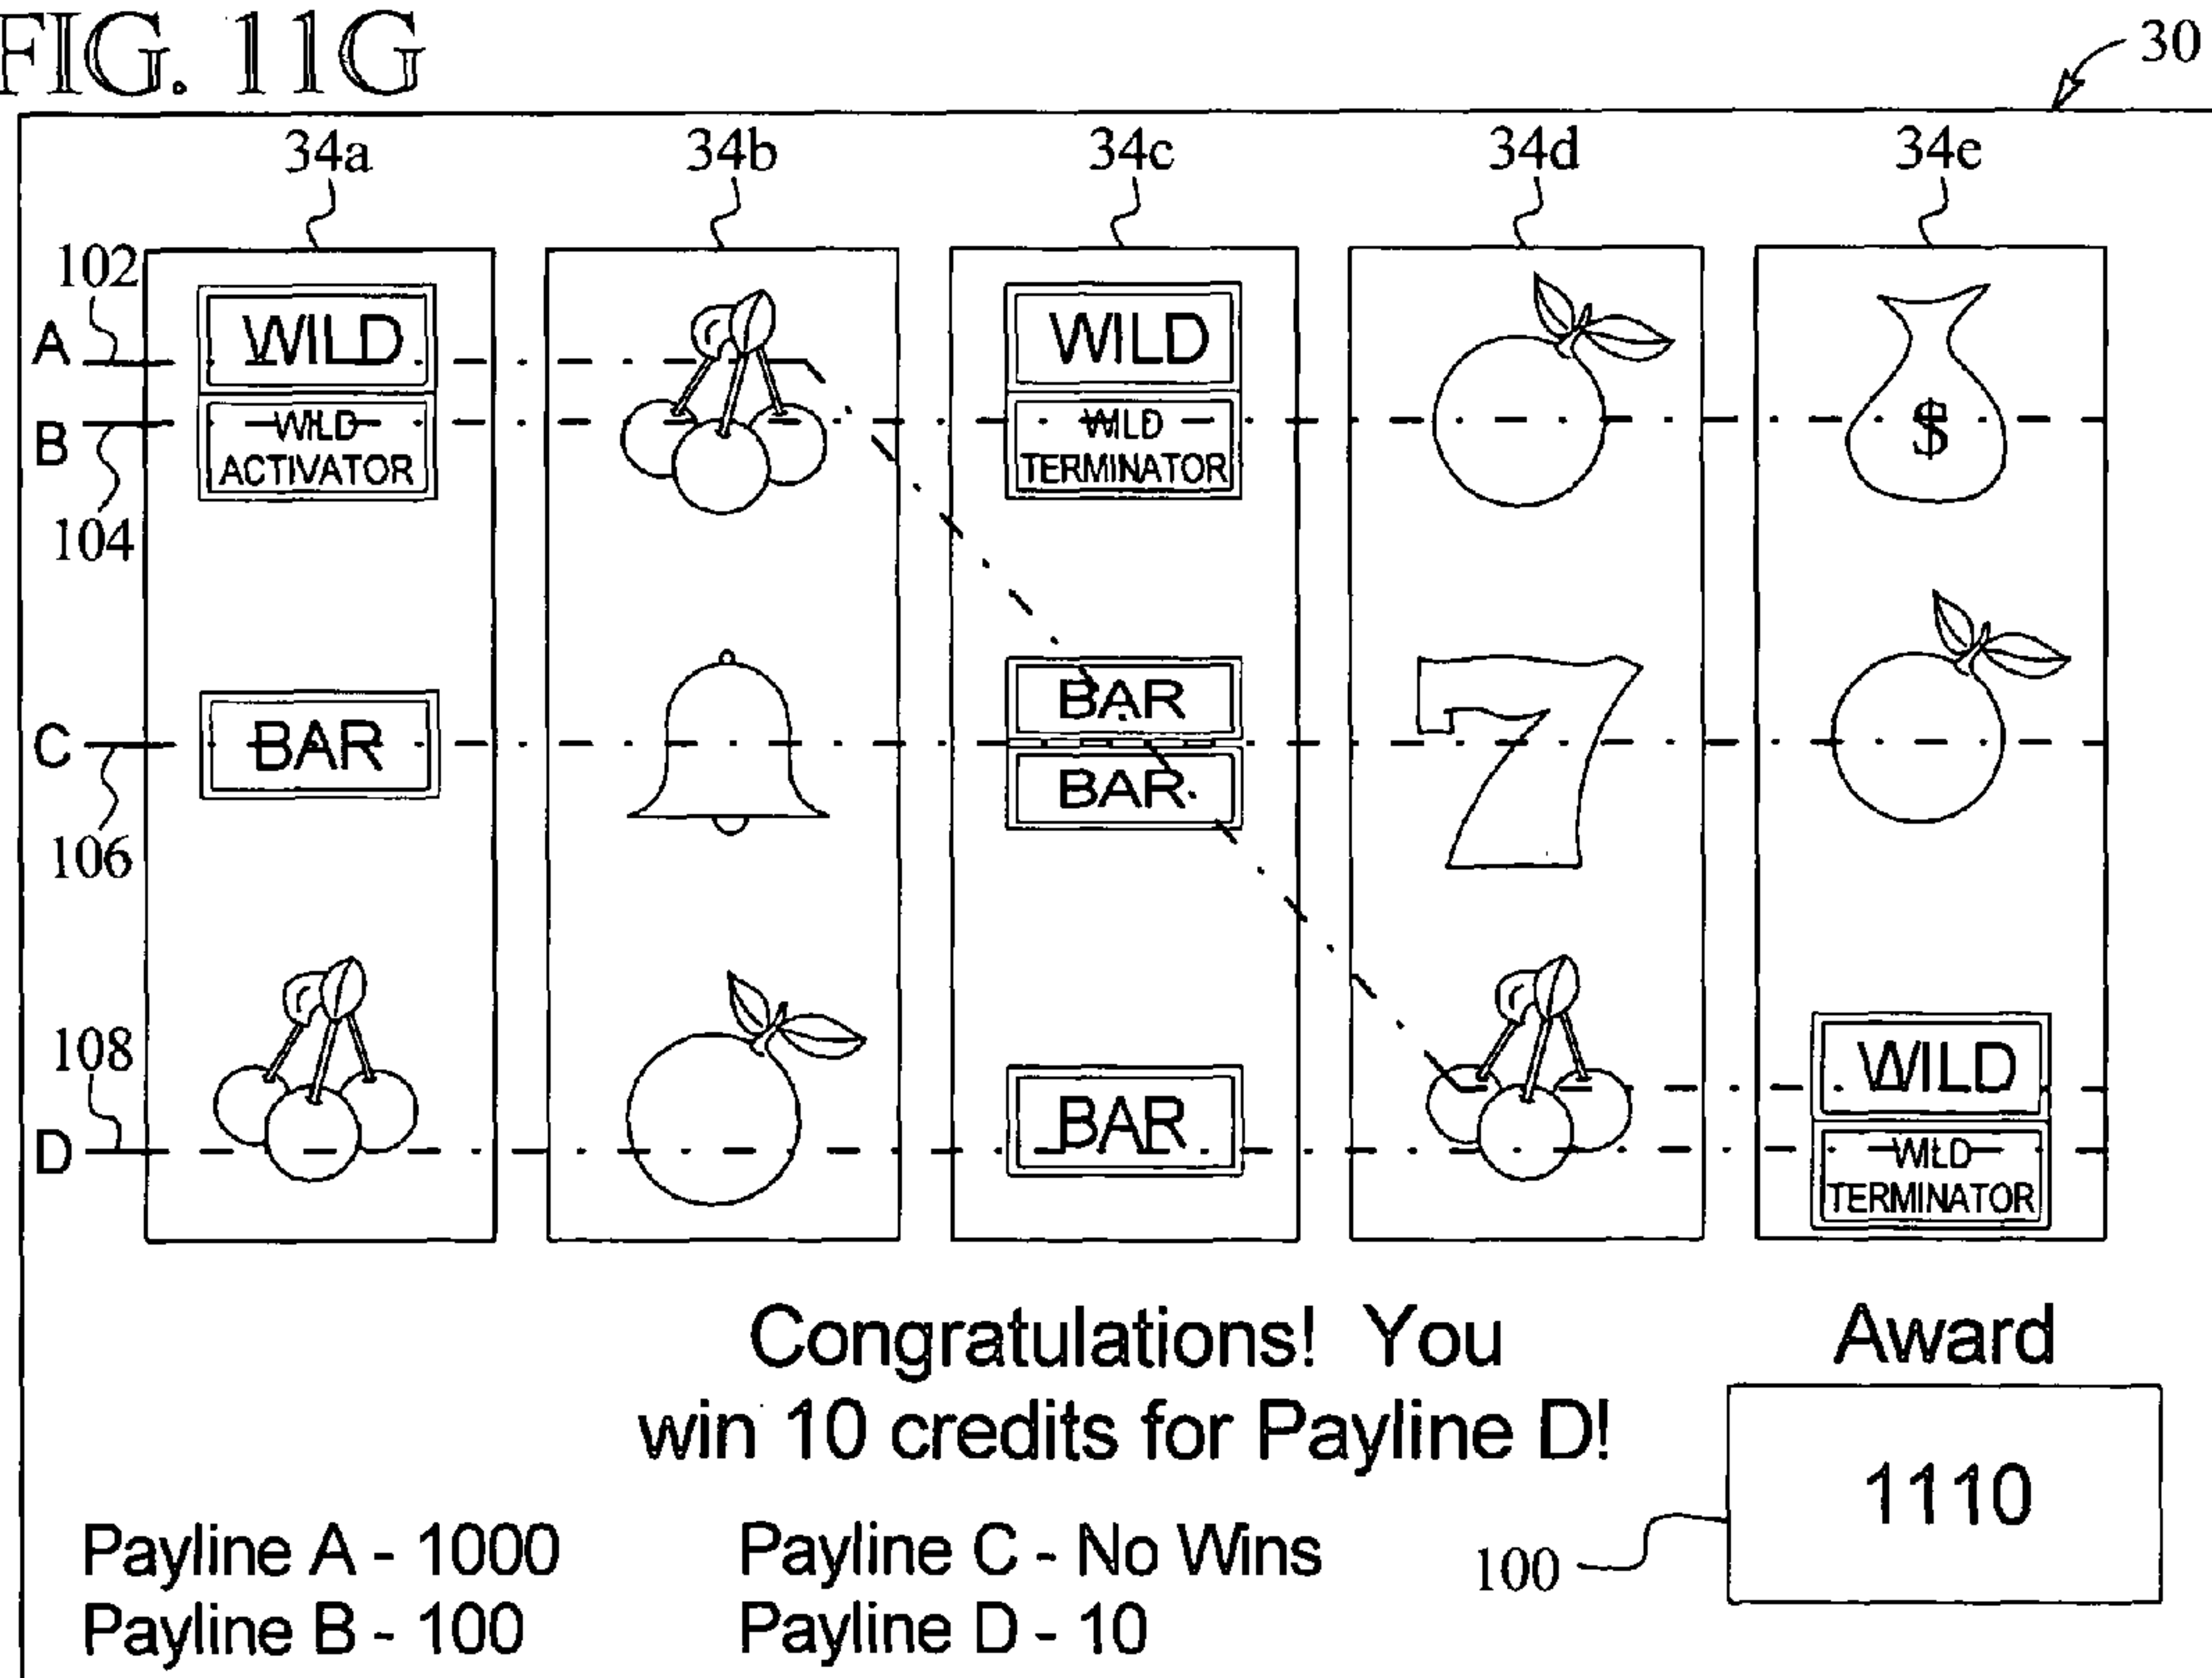 FIG. 11G
30
34a 34b 34c 34d 34e
102
A
WILD
WILD
B
WILD
ACTIVATOR
WILD
TERMINATOR
$
104
BAR
C
BAR
BAR
106
108
WILD
BAR
D
WILD
TERMINATOR
Congratulations! You
win 10 credits for Payline D!
Award
1110
100
Payline A - 1000
Payline C - No Wins
Payline B - 100
Payline D - 10